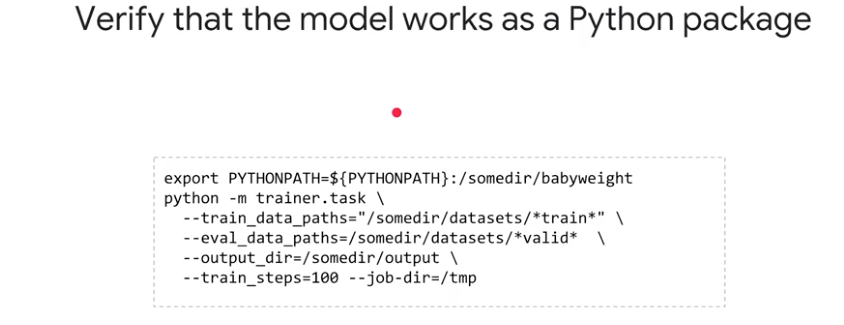 Verify that the model works as a Python package
export PYTHONPATH=${PYTHONPATH}:/somedir/babyweight
python -m trainer.task \
--train_data_paths="/somedir/datasets/*train*" \
--eval_data_paths=/somedir/datasets/*valid*  \
--output_dir=/somedir/output \
--train_steps=100 --job-dir=/tmp